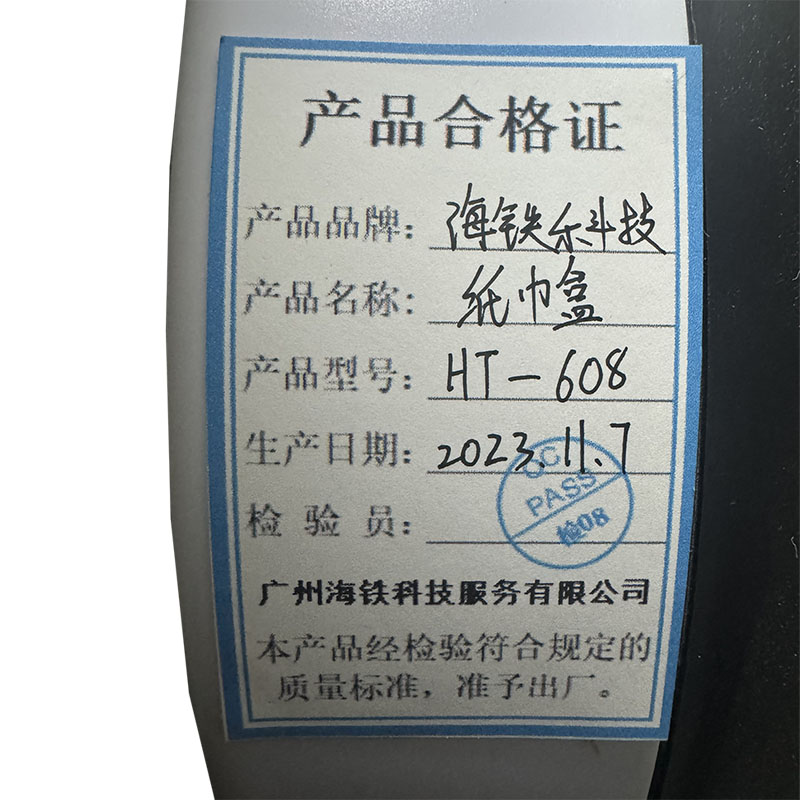 产品合格证
产品品牌：海铁科技
产品名称：纸巾盒
产品型号：HT-608
生产日期：2023.11.7
检验员：
QC
PASS
检08
广州海铁科技服务有限公司
本产品经检验符合规定的
质量标准，准予出厂。